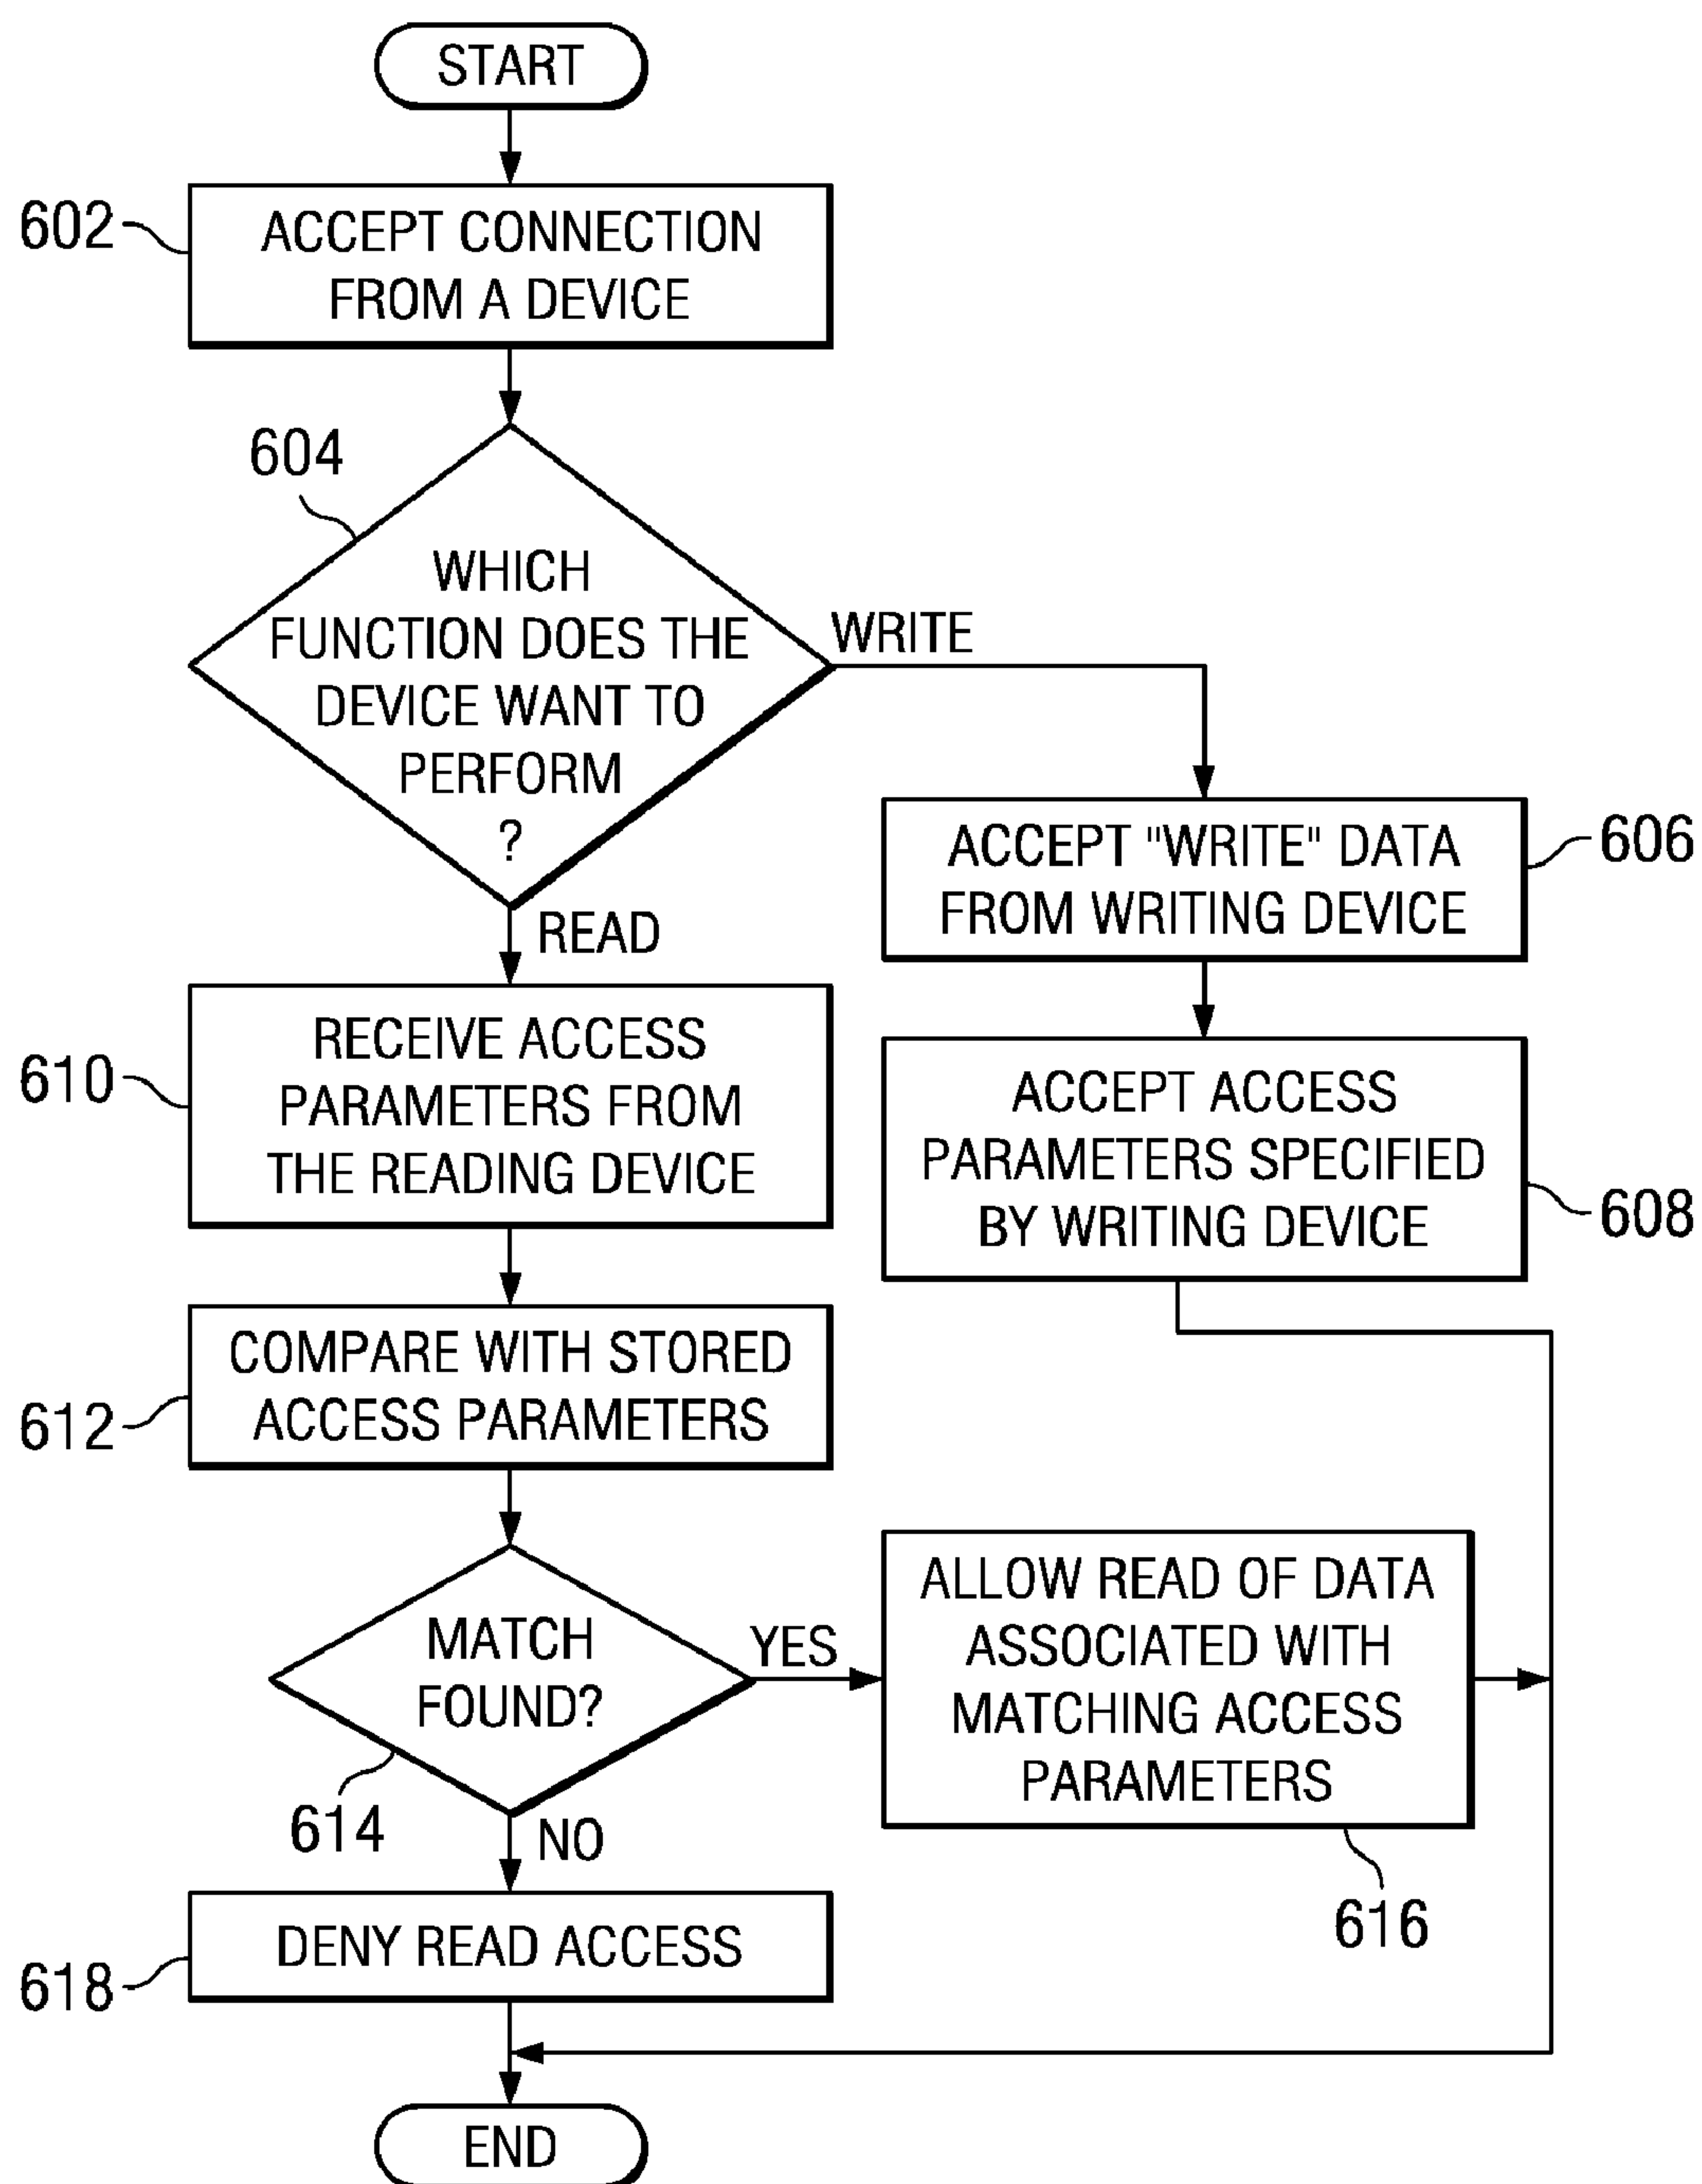 START
602
ACCEPT CONNECTION
FROM A DEVICE
604
WHICH
FUNCTION DOES THE
DEVICE WANT TO
PERFORM
?
WRITE
READ
ACCEPT "WRITE" DATA
FROM WRITING DEVICE
606
ACCEPT ACCESS
PARAMETERS SPECIFIED
BY WRITING DEVICE
608
610
RECEIVE ACCESS
PARAMETERS FROM
THE READING DEVICE
612
COMPARE WITH STORED
ACCESS PARAMETERS
MATCH
FOUND?
614
YES
NO
ALLOW READ OF DATA
ASSOCIATED WITH
MATCHING ACCESS
PARAMETERS
616
618
DENY READ ACCESS
END